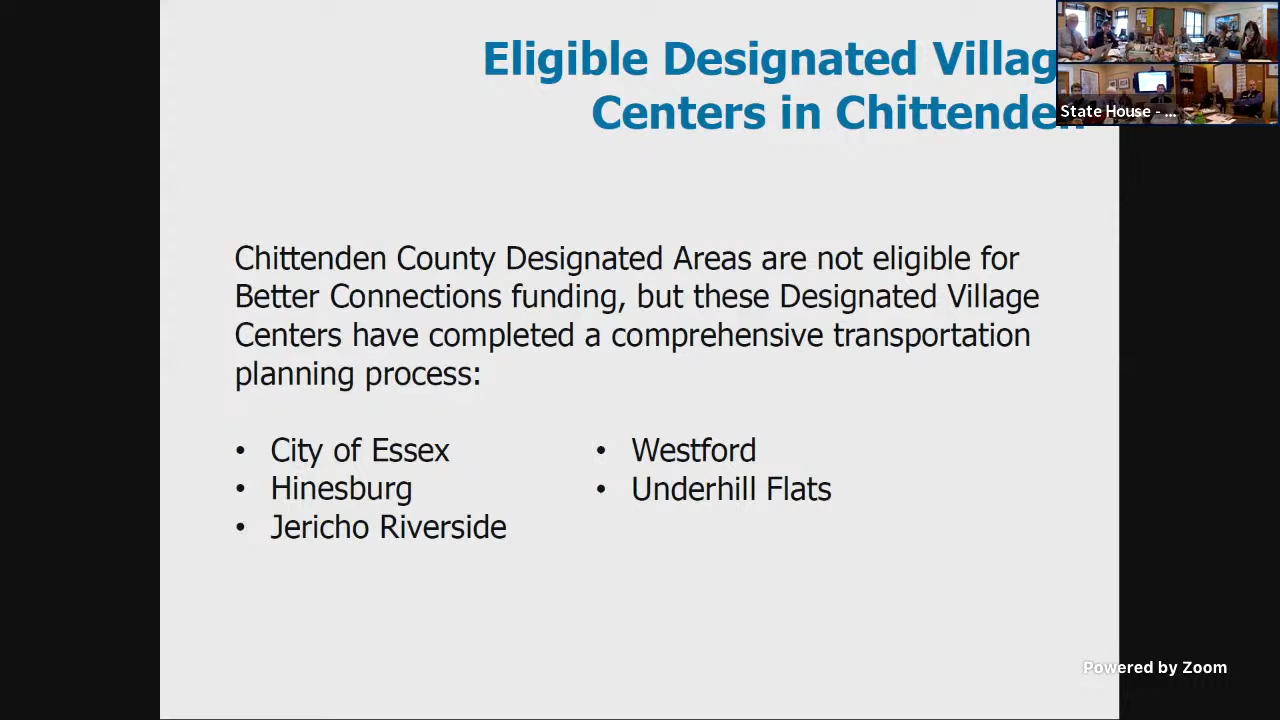 Eligible Designated Villag
Centers in Chittenden
State House - ...
Chittenden County Designated Areas are not eligible for
Better Connections funding, but these Designated Village
Centers have completed a comprehensive transportation
planning process:
• City of Essex
• Hinesburg
• Jericho Riverside
• Westford
• Underhill Flats
Powered by Zoom